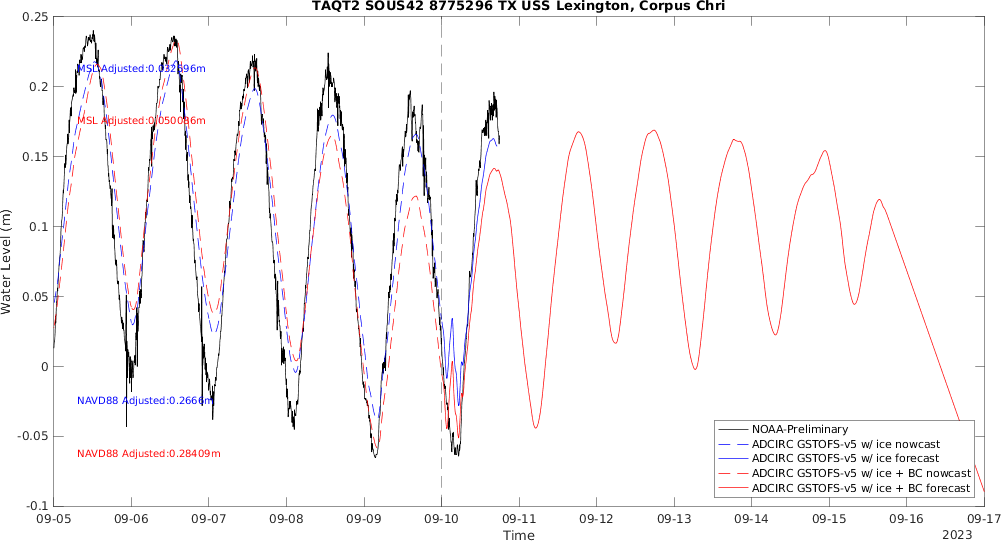 TAQT2 SOUS42 8775296 TX USS Lexington, Corpus Chri
0.25
0.2
0.15
0.1
0.05
0
-0.05
-0.1
Water Level (m)
MSL Adjusted:0.032696m
MSL Adjusted:0.050086m
NAVD88 Adjusted:0.2666m
NAVD88 Adjusted:0.28409m
NOAA-Preliminary
ADCIRC GSTOFS-v5 w/ ice nowcast
ADCIRC GSTOFS-v5 w/ ice forecast
ADCIRC GSTOFS-v5 w/ ice + BC nowcast
ADCIRC GSTOFS-v5 w/ ice + BC forecast
09-05 09-06 09-07 09-08 09-09 09-10 09-11 09-12 09-13 09-14 09-15 09-16 09-17
Time
2023